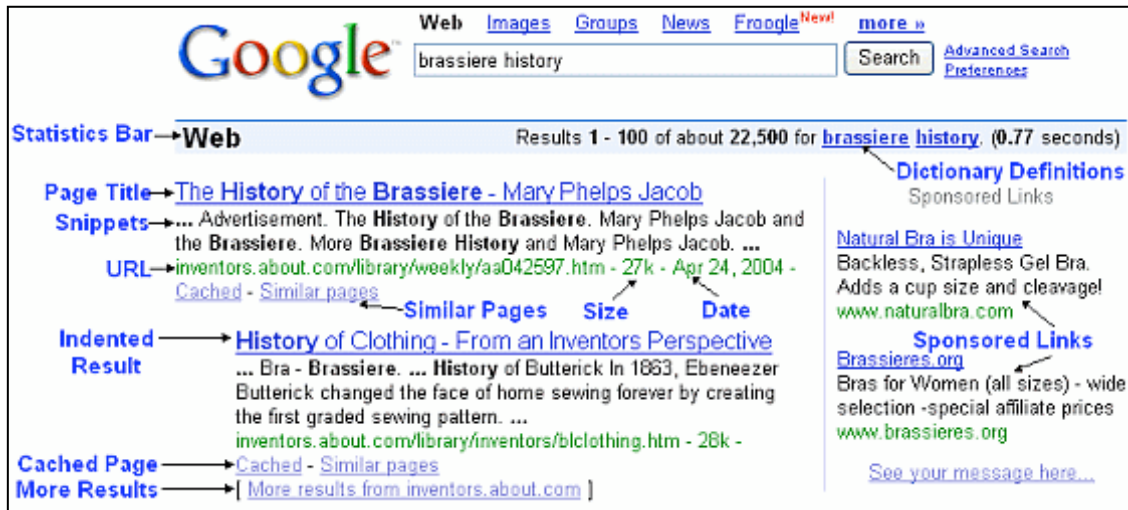 Web Images Groups News Froogle New! more »
Google™
brassiere history Search Advanced Search
Preferences
Statistics Bar Web Results 1 - 100 of about 22,500 for brassiere history. (0.77 seconds)
Dictionary Definitions
Sponsored Links
Page Title The History of the Brassiere - Mary Phelps Jacob
Snippets ... Advertisement. The History of the Brassiere. Mary Phelps Jacob and
the Brassiere. More Brassiere History and Mary Phelps Jacob. ...
URL inventors.about.com/library/weekly/aa042597.htm - 27k - Apr 24, 2004 -
Cached - Similar pages
Similar Pages Size Date
Natural Bra is Unique
Backless, Strapless Gel Bra.
Adds a cup size and cleavage!
www.naturalbra.com
Sponsored Links
Indented
Result
History of Clothing - From an Inventors Perspective
... Bra - Brassiere. ... History of Butterick In 1863, Ebeneezer
Butterick changed the face of home sewing forever by creating
the first graded sewing pattern. ...
inventors.about.com/library/inventors/blclothing.htm - 28k -
Cached Page Cached - Similar pages
More Results [ More results from inventors.about.com ]
Brassieres.org
Bras for Women (all sizes) - wide
selection -special affiliate prices
www.brassieres.org
See your message here...